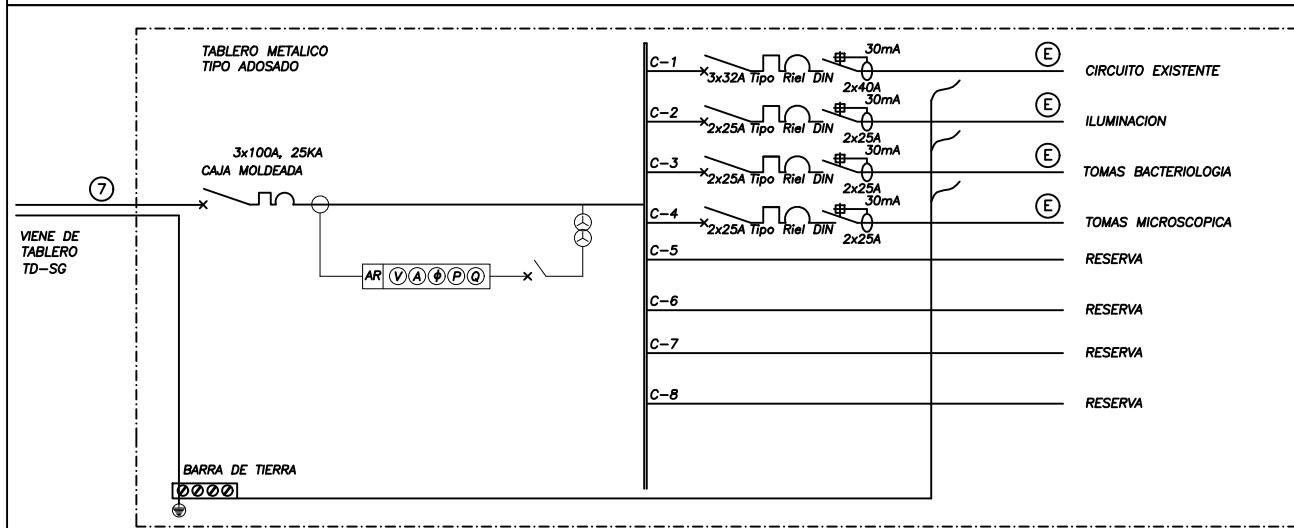 TABLERO METALICO
TIPO ADOSADO
3x100A, 25KA
CAJA MOLDEADA
7
VIENE DE
TABLERO
TD-SG
AR V A ϕ P Q
BARRA DE TIERRA
C-1
3x32A Tipo Riel DIN
30mA
2x40A
E
CIRCUITO EXISTENTE
C-2
2x25A Tipo Riel DIN
30mA
2x25A
E
ILUMINACION
C-3
2x25A Tipo Riel DIN
30mA
2x25A
E
TOMAS BACTERIOLOGIA
C-4
2x25A Tipo Riel DIN
30mA
2x25A
E
TOMAS MICROSCOPICA
C-5
RESERVA
C-6
RESERVA
C-7
RESERVA
C-8
RESERVA